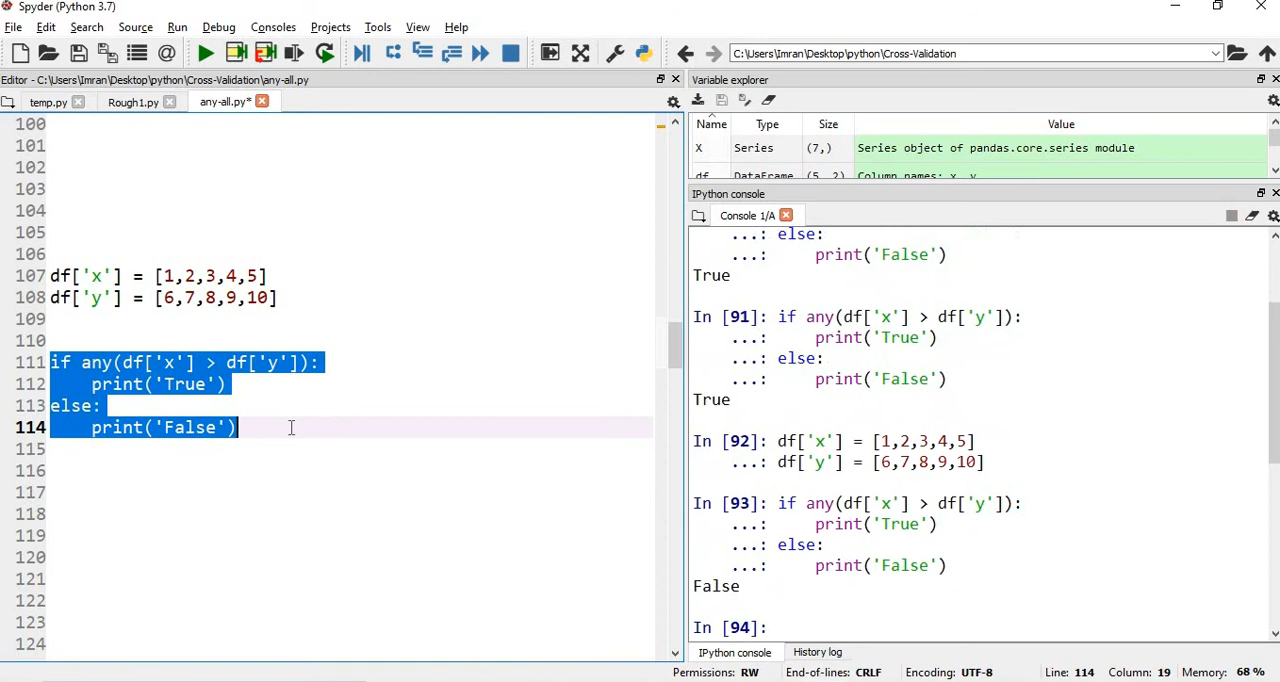 Spyder (Python 3.7)
File Edit Search Source Run Debug Consoles Projects Tools View Help
C:\Users\Imran\Desktop\python\Cross-Validation
Editor - C:\Users\Imran\Desktop\python\Cross-Validation\any-all.py
temp.py Rough1.py any-all.py*
100
101
102
103
104
105
106
107 df['x'] = [1,2,3,4,5]
108 df['y'] = [6,7,8,9,10]
109
110
111 if any(df['x'] > df['y']):
112     print('True')
113 else:
114     print('False')
115
116
117
118
119
120
121
122
123
124
Variable explorer
Name Type Size Value
X Series (7,) Series object of pandas.core.series module
df DataFrame (5, 2) Column names: x, y
IPython console
Console 1/A
...: else:
...:     print('False')
True
In [91]: if any(df['x'] > df['y']):
...:     print('True')
...: else:
...:     print('False')
True
In [92]: df['x'] = [1,2,3,4,5]
...: df['y'] = [6,7,8,9,10]
In [93]: if any(df['x'] > df['y']):
...:     print('True')
...: else:
...:     print('False')
False
In [94]:
IPython console History log
Permissions: RW End-of-lines: CRLF Encoding: UTF-8 Line: 114 Column: 19 Memory: 68 %